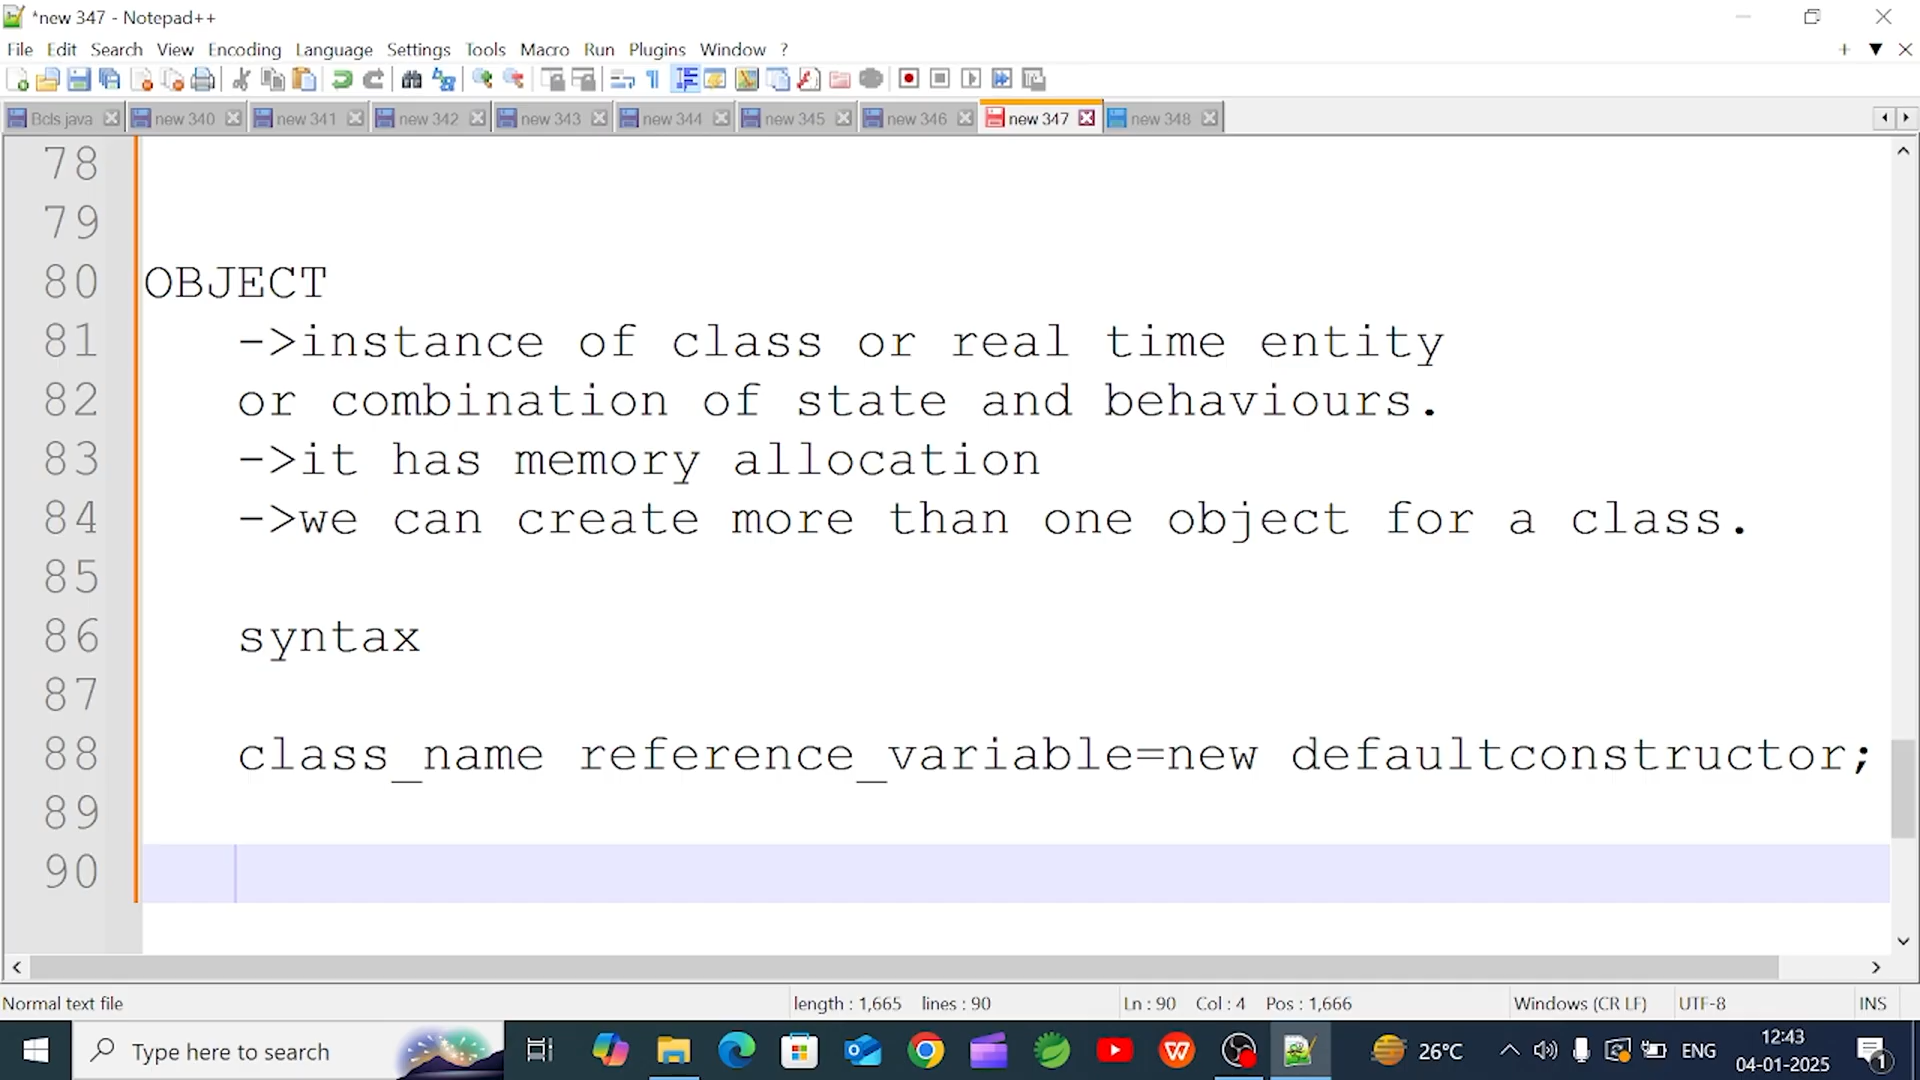 *new 347 - Notepad++
File Edit Search View Encoding Language Settings Tools Macro Run Plugins Window ?
Bcls java new 340 new 341 new 342 new 343 new 344 new 345 new 346 new 347 new 348
78
79
80 OBJECT
81 ->instance of class or real time entity
82 or combination of state and behaviours.
83 ->it has memory allocation
84 ->we can create more than one object for a class.
85
86 syntax
87
88 class_name reference_variable=new defaultconstructor;
89
90
Normal text file length : 1,665 lines : 90 Ln : 90 Col : 4 Pos : 1,666 Windows (CR LF) UTF-8 INS
Type here to search 26°C ENG 12:43
04-01-2025 1